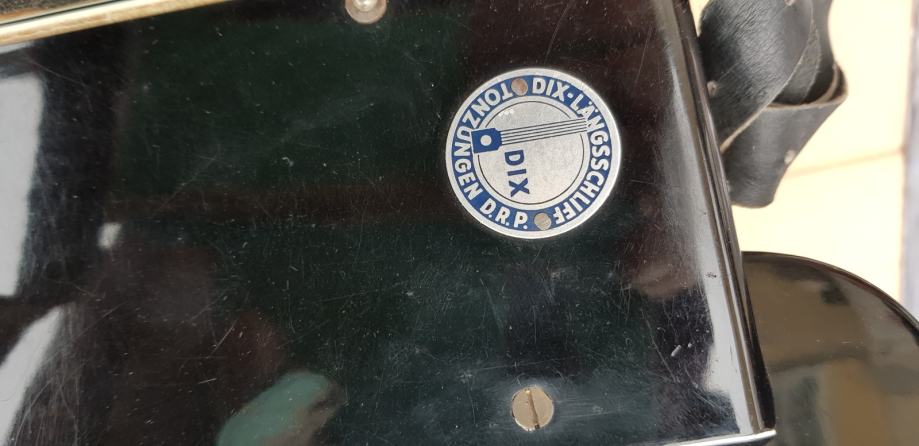 DIX-LÄNGSSCHLIFF
TONZUNGEN D.R.P.
DIX